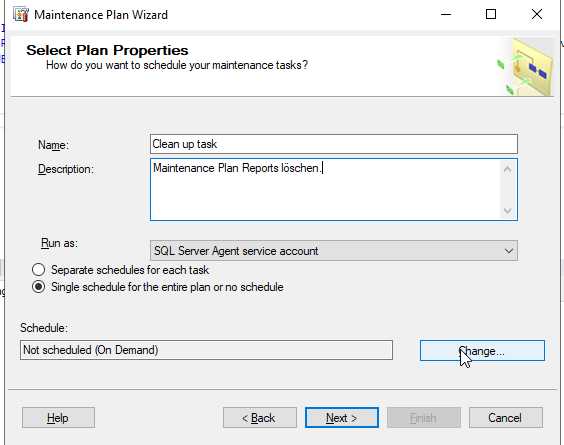 Maintenance Plan Wizard
Select Plan Properties
How do you want to schedule your maintenance tasks?
Name:
Clean up task
Description:
Maintenance Plan Reports löschen.
Run as:
SQL Server Agent service account
Separate schedules for each task
Single schedule for the entire plan or no schedule
Schedule:
Not scheduled (On Demand)
Change...
Help
< Back
Next >
Finish
Cancel